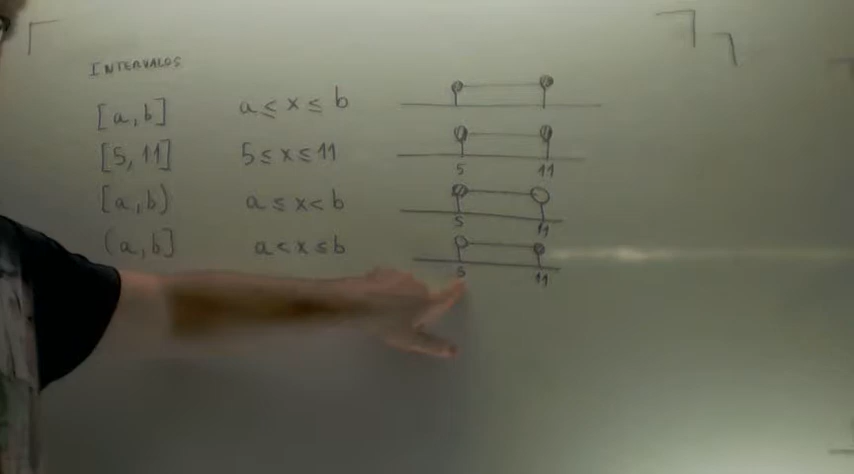 INTERVALOS
[a, b] a ≤ x ≤ b
[5, 11] 5 ≤ x ≤ 11 5 11
[a, b) a ≤ x < b 5 11
(a, b] a < x ≤ b 5 11